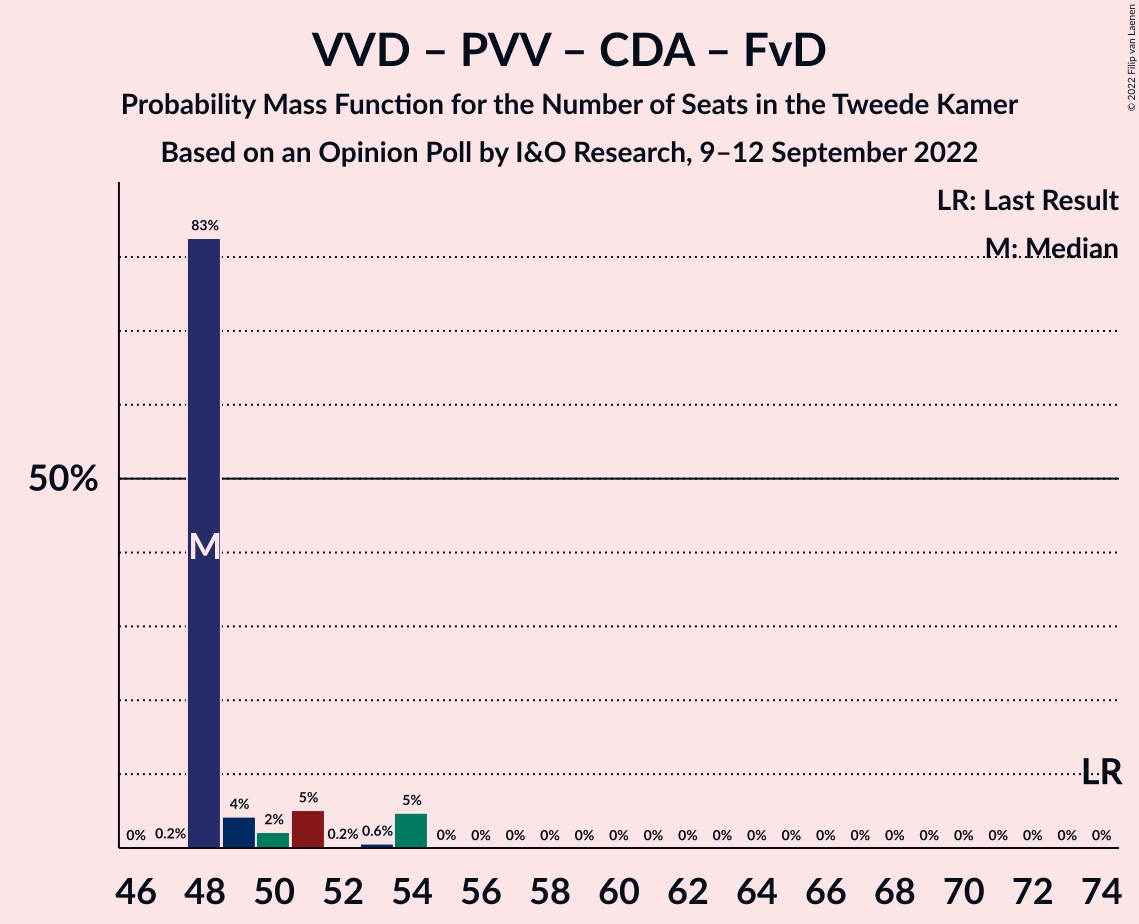 VVD – PVV – CDA – FvD
Probability Mass Function for the Number of Seats in the Tweede Kamer
Based on an Opinion Poll by I&O Research, 9–12 September 2022
© 2022 Filip van Laenen
LR: Last Result
M: Median
83%
50%
M
LR
0% 0.2% 4% 2% 5% 0.2% 0.6% 5% 0% 0% 0% 0% 0% 0% 0% 0% 0% 0% 0% 0% 0% 0% 0% 0% 0% 0% 0% 0%
46 48 50 52 54 56 58 60 62 64 66 68 70 72 74